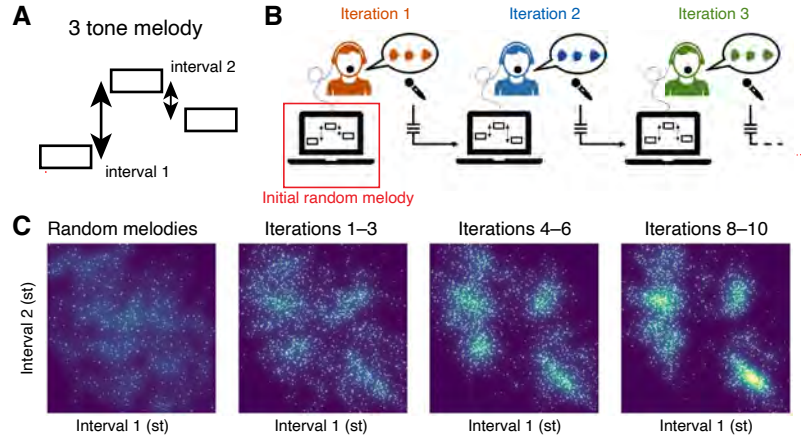 A
3 tone melody
interval 2
interval 1
B
Iteration 1
Iteration 2
Iteration 3
Initial random melody
C
Random melodies
Iterations 1–3
Iterations 4–6
Iterations 8–10
Interval 2 (st)
Interval 1 (st)
Interval 1 (st)
Interval 1 (st)
Interval 1 (st)